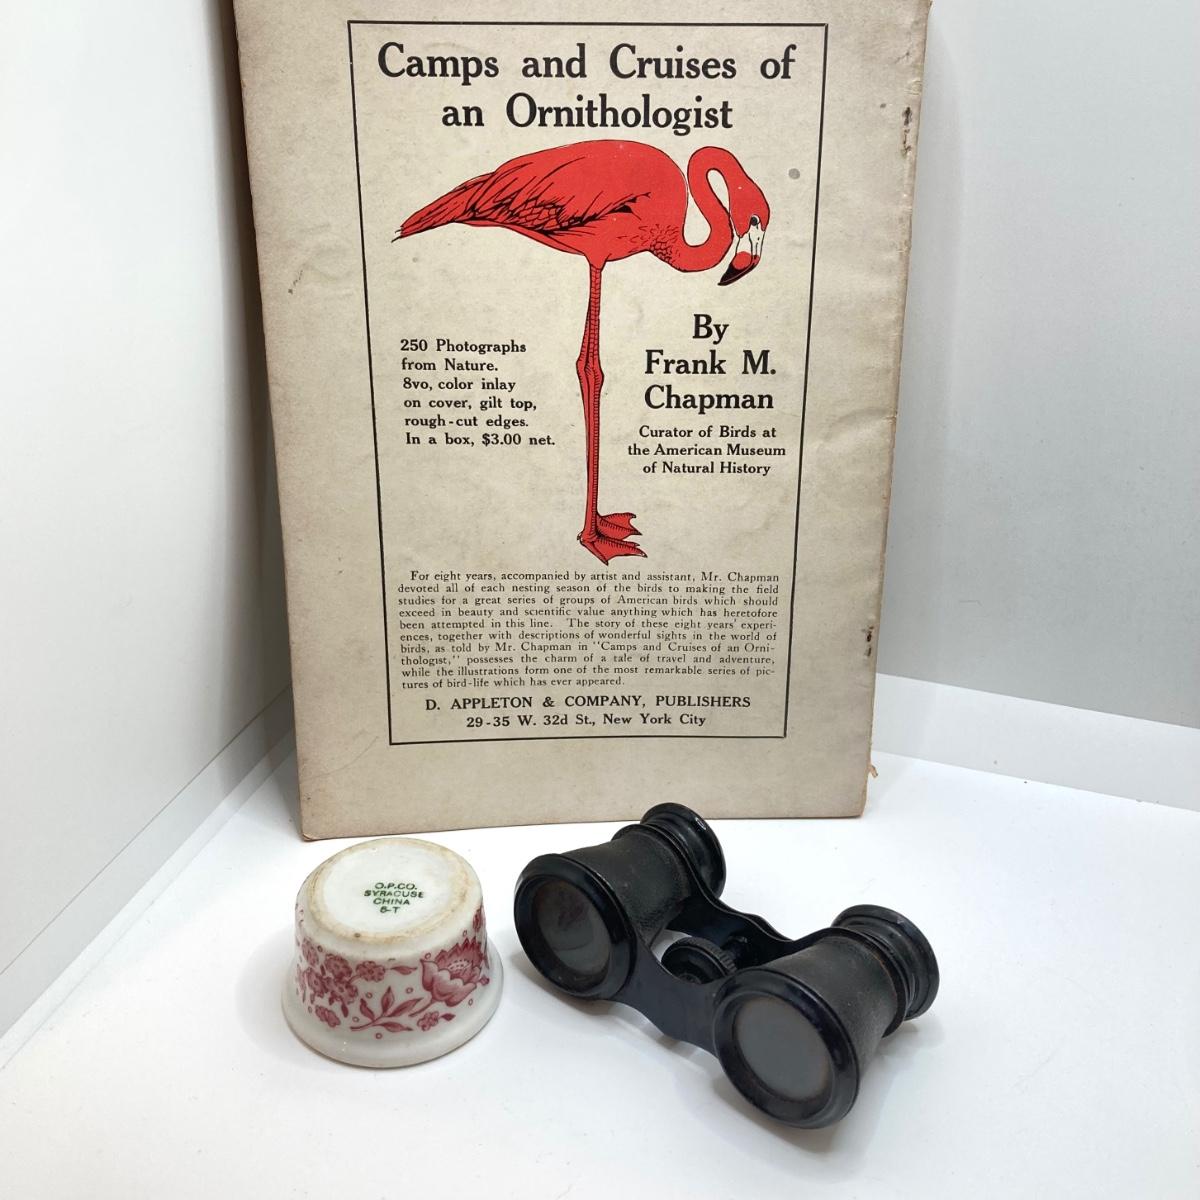 Camps and Cruises of
an Ornithologist
250 Photographs
from Nature.
8vo, color inlay
on cover, gilt top,
rough-cut edges.
In a box, $3.00 net.
By
Frank M.
Chapman
Curator of Birds at
the American Museum
of Natural History
For eight years, accompanied by artist and assistant, Mr. Chapman
devoted all of each nesting season of the birds to making the field
studies for a great series of groups of American birds which should
exceed in beauty and scientific value anything which has heretofore
been attempted in this line. The story of these eight years' experi-
ences, together with descriptions of wonderful sights in the world of
birds, as told by Mr. Chapman in "Camps and Cruises of an Orni-
thologist," possesses the charm of a tale of travel and adventure,
while the illustrations form one of the most remarkable series of pic-
tures of bird-life which has ever appeared.
D. APPLETON & COMPANY, PUBLISHERS
29-35 W. 32d St., New York City
O.P.CO.
SYRACUSE
CHINA
6-T